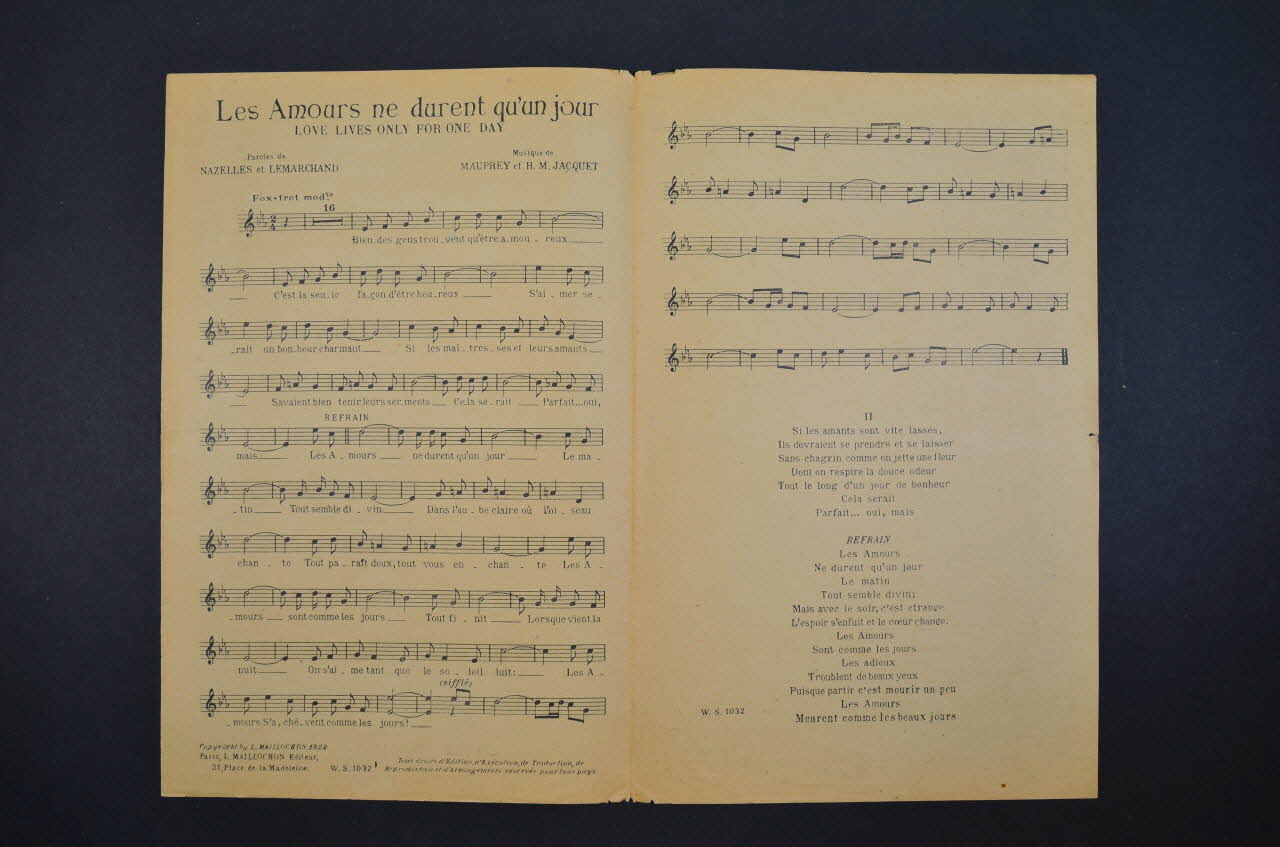 Les Amours ne durent qu'un jour
LOVE LIVES ONLY FOR ONE DAY
Paroles de
NAZELLES et LEMARCHAND
Musique de
MAUPREY et H. M. JACQUET
Fox-trot mod.to
16
2 4
Bien des gens trou_vent qu'être a_mou_reux
C'est la seu_le fa_çon d'être heu_reux S'ai_mer se_
_rait un bon_heur charmant Si les maî_tres_ses et leurs amants
Savaient bien tenir leurs ser_ments Ce_la se_rait Parfait...oui,
REFRAIN
mais Les A_mours ne durent qu'un jour Le ma_
_tin Tout semble di_vin Dans l'au_be claire où l'oi_seau
chan_te Tout pa_raît doux, tout vous en_chan_te Les A_
_mours sont comme les jours Tout fi_nit Lorsque vient la
nuit On s'ai_me tant que le so_leil luit: Les A_
(sifflé)
_mours S'a_chè_vent comme les jours!
Copyright by L. MAILLOCHON 1922
Paris, L. MAILLOCHON Editeur,
21, Place de la Madeleine.
W. S. 1032
Tous droits d'Edition, d'Exécution, de Traduction, de
Reproduction et d'Arrangements réservés pour tous pays
II
Si les amants sont vite lassés,
Ils devraient se prendre et se laisser
Sans chagrin comme on jette une fleur
Dont on respire la douce odeur
Tout le long d'un jour de bonheur
Cela serait
Parfait... oui, mais
REFRAIN
Les Amours
Ne durent qu'un jour
Le matin
Tout semble divin;
Mais avec le soir, c'est etrange
L'espoir s'enfuit et le cœur change.
Les Amours
Sont comme les jours
Les adieux
Troublent de beaux yeux
Puisque partir c'est mourir un peu
Les Amours
Meurent comme les beaux jours
W. S. 1032